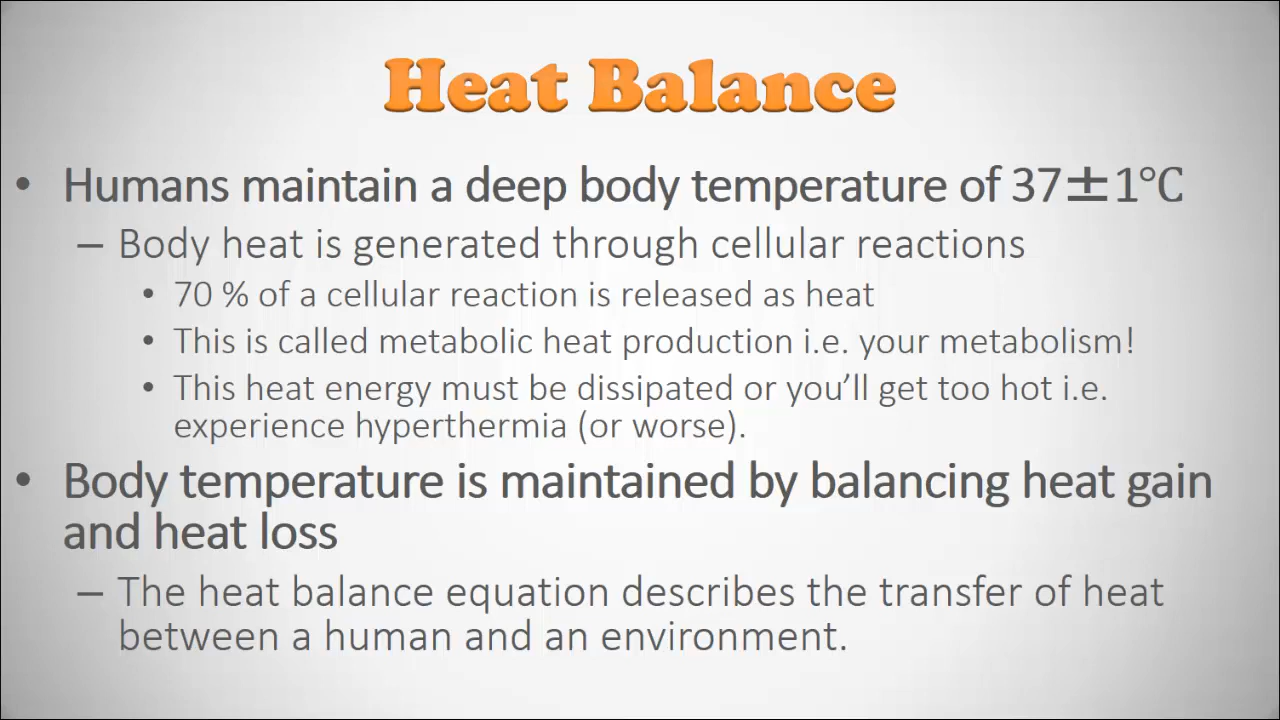 Heat Balance
• Humans maintain a deep body temperature of 37±1°C
– Body heat is generated through cellular reactions
• 70 % of a cellular reaction is released as heat
• This is called metabolic heat production i.e. your metabolism!
• This heat energy must be dissipated or you’ll get too hot i.e.
experience hyperthermia (or worse).
• Body temperature is maintained by balancing heat gain
and heat loss
– The heat balance equation describes the transfer of heat
between a human and an environment.